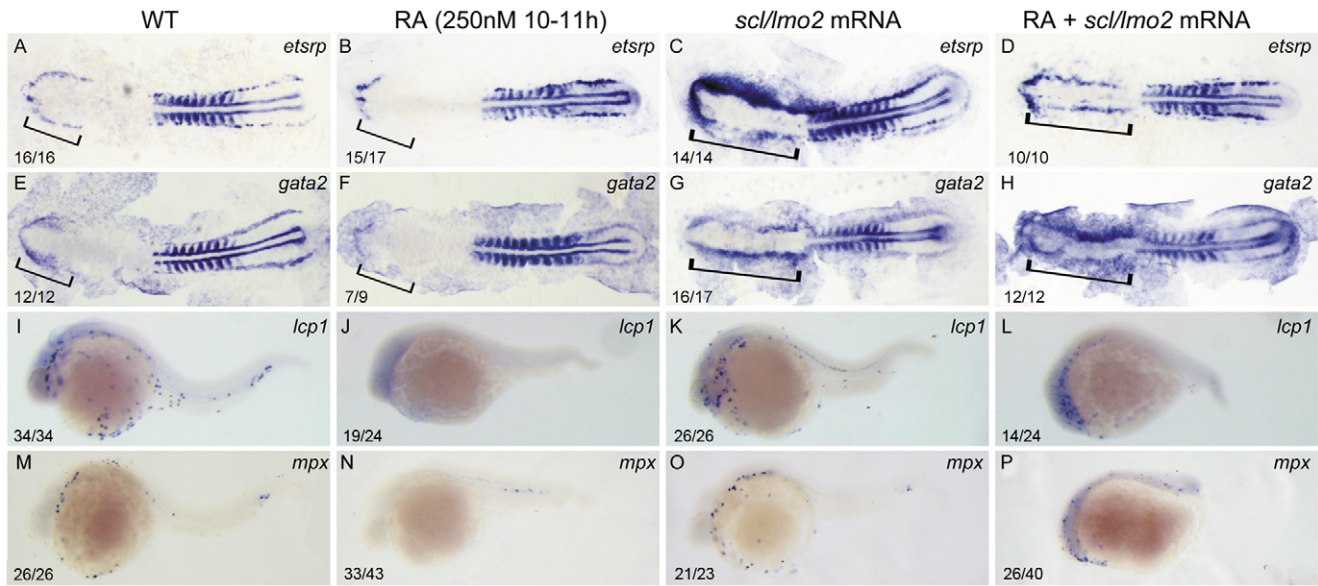 WT RA (250nM 10-11h) scl/lmo2 mRNA RA + scl/lmo2 mRNA
A etsrp B etsrp C etsrp D etsrp
16/16 15/17 14/14 10/10
E gata2 F gata2 G gata2 H gata2
12/12 7/9 16/17 12/12
I lcp1 J lcp1 K lcp1 L lcp1
34/34 19/24 26/26 14/24
M mpx N mpx O mpx P mpx
26/26 33/43 21/23 26/40